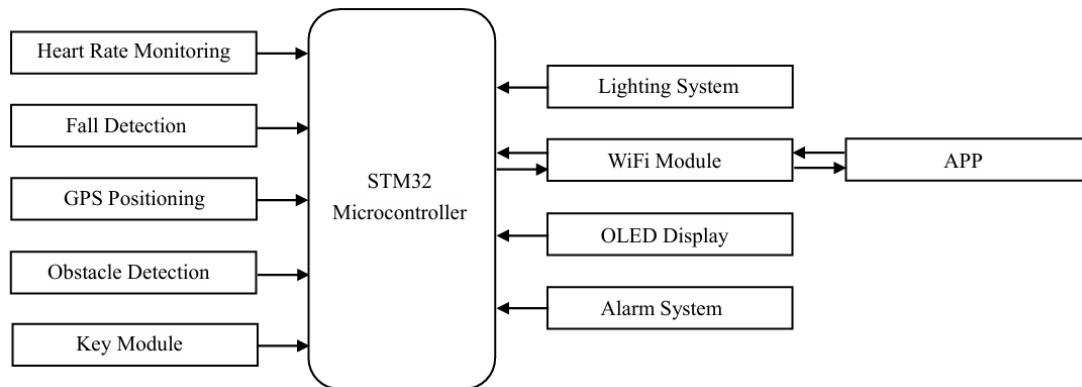 Heart Rate Monitoring
Fall Detection
GPS Positioning
Obstacle Detection
Key Module
STM32
Microcontroller
Lighting System
WiFi Module
OLED Display
Alarm System
APP